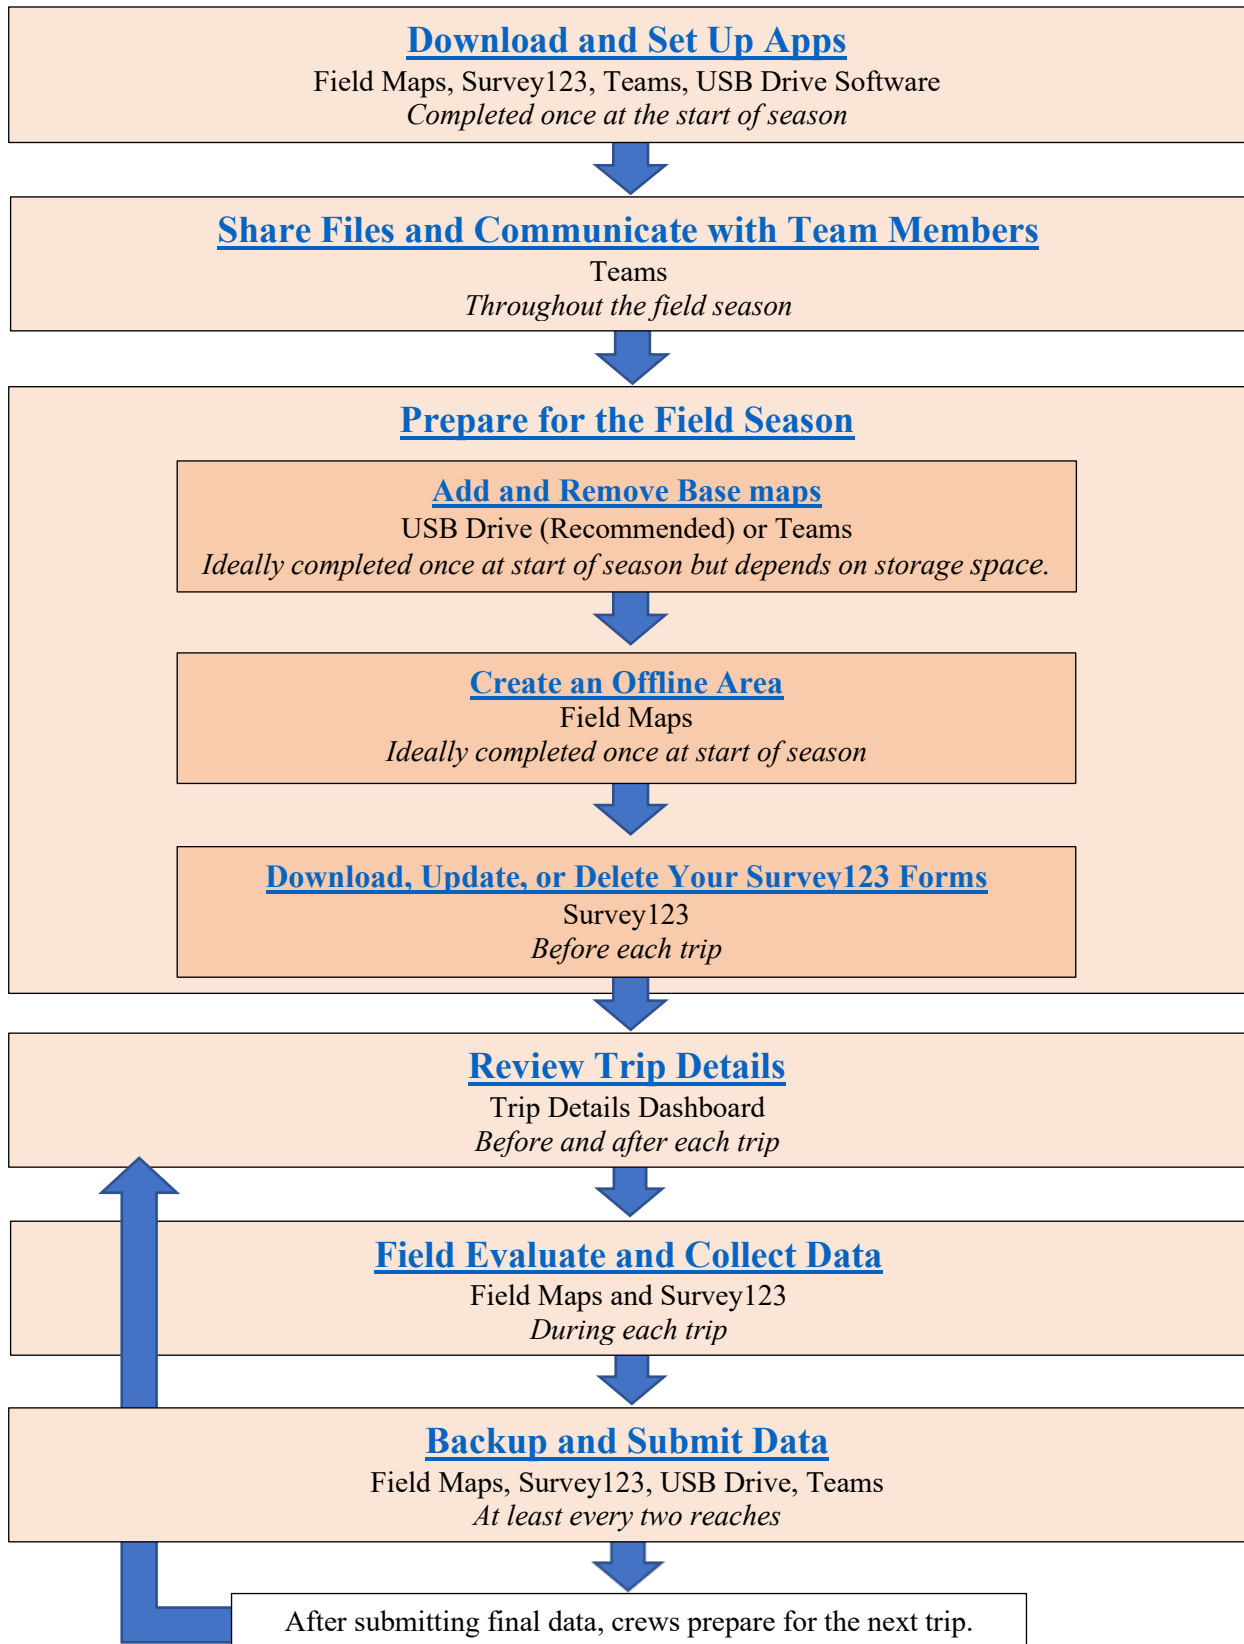 Download and Set Up Apps
Field Maps, Survey123, Teams, USB Drive Software
Completed once at the start of season
Share Files and Communicate with Team Members
Teams
Throughout the field season
Prepare for the Field Season
Add and Remove Base maps
USB Drive (Recommended) or Teams
Ideally completed once at start of season but depends on storage space.
Create an Offline Area
Field Maps
Ideally completed once at start of season
Download, Update, or Delete Your Survey123 Forms
Survey123
Before each trip
Review Trip Details
Trip Details Dashboard
Before and after each trip
Field Evaluate and Collect Data
Field Maps and Survey123
During each trip
Backup and Submit Data
Field Maps, Survey123, USB Drive, Teams
At least every two reaches
After submitting final data, crews prepare for the next trip.